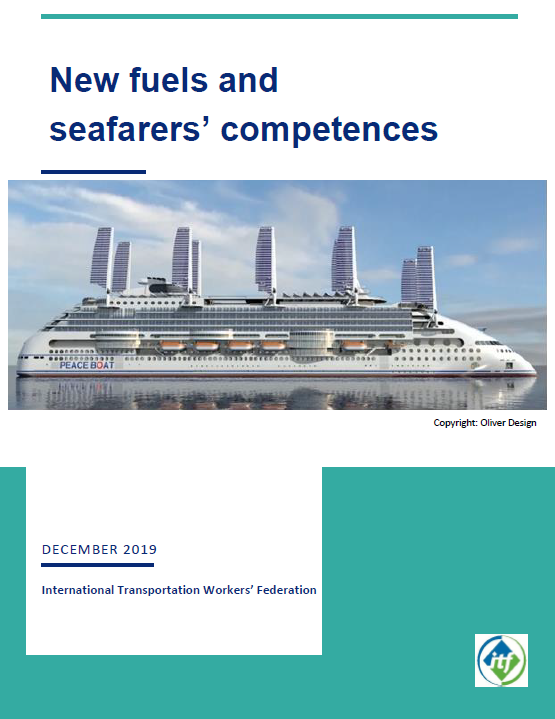 New fuels and
seafarers’ competences
PEACE BOAT
Copyright: Oliver Design
DECEMBER 2019
International Transportation Workers’ Federation
itf